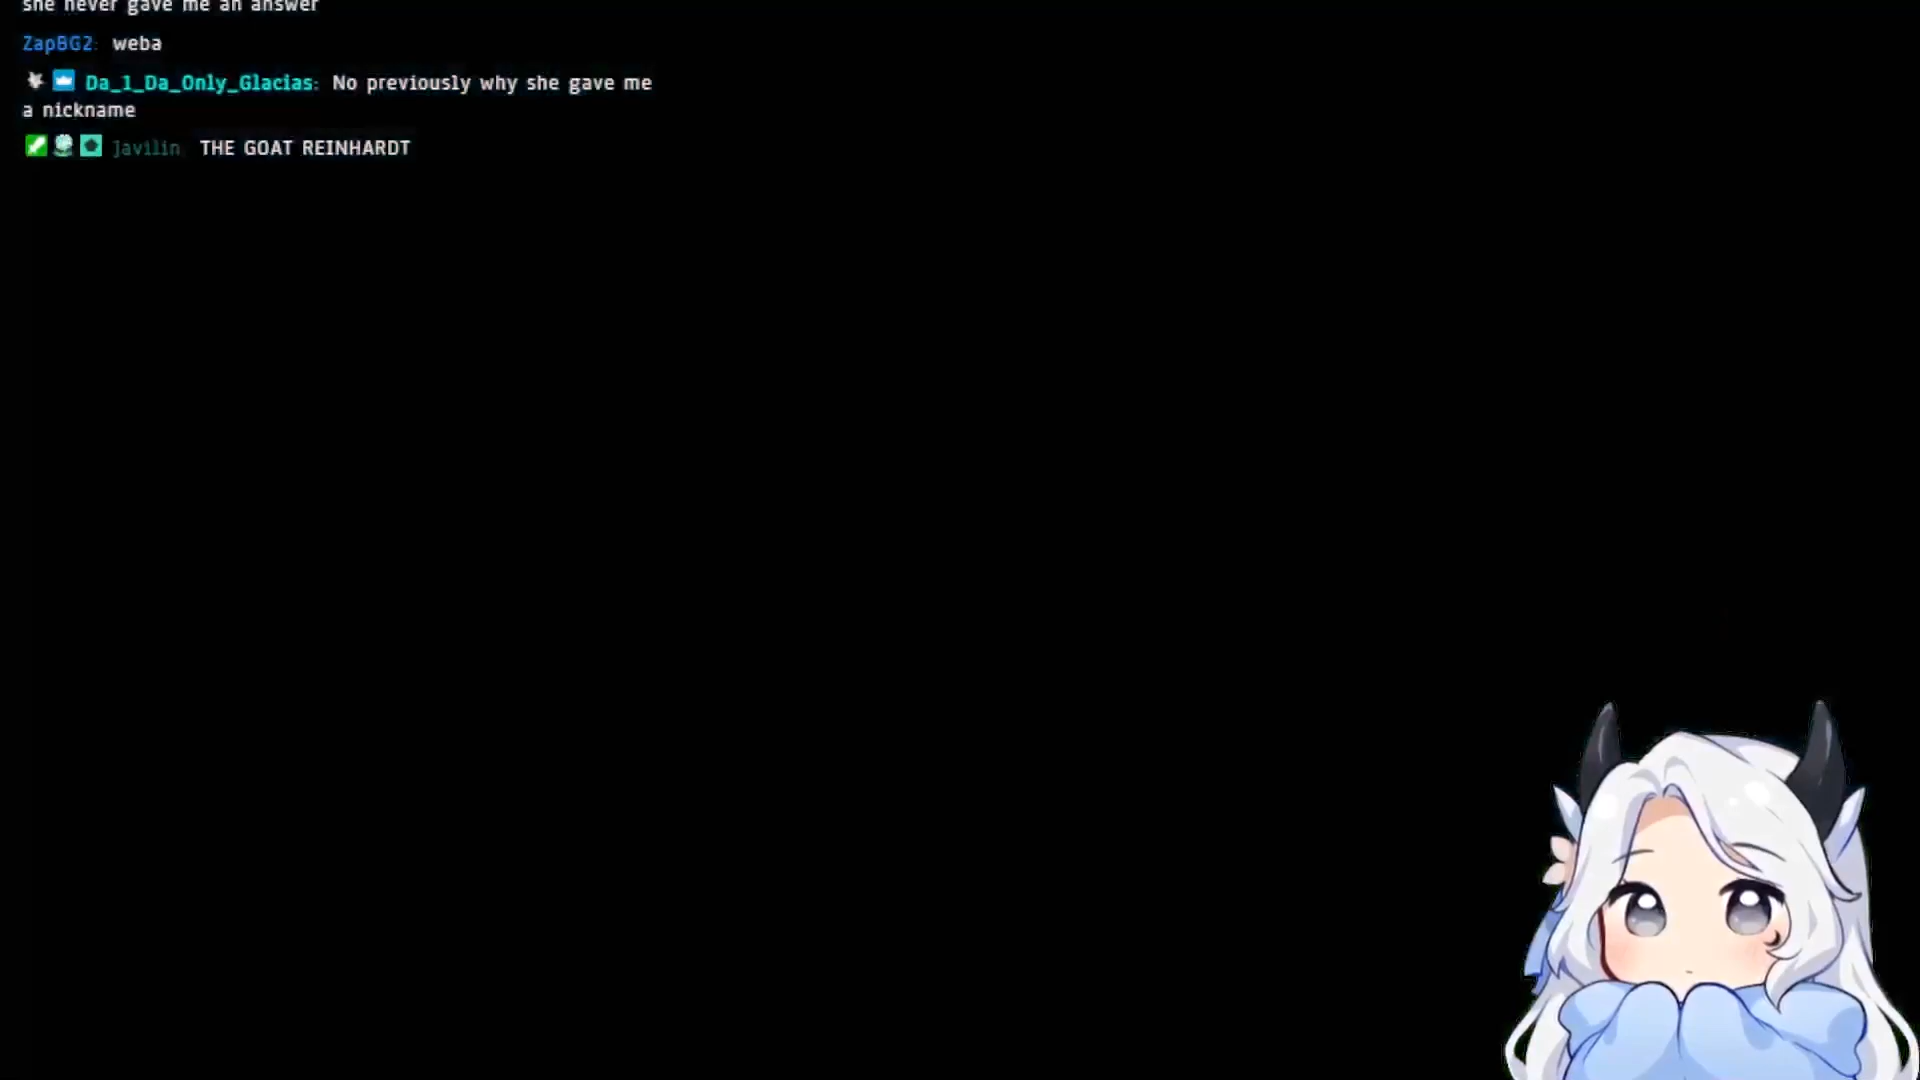 she never gave me an answer
ZapBG2: weba
Da_1_Da_Only_Glacias: No previously why she gave me
a nickname
javilin: THE GOAT REINHARDT